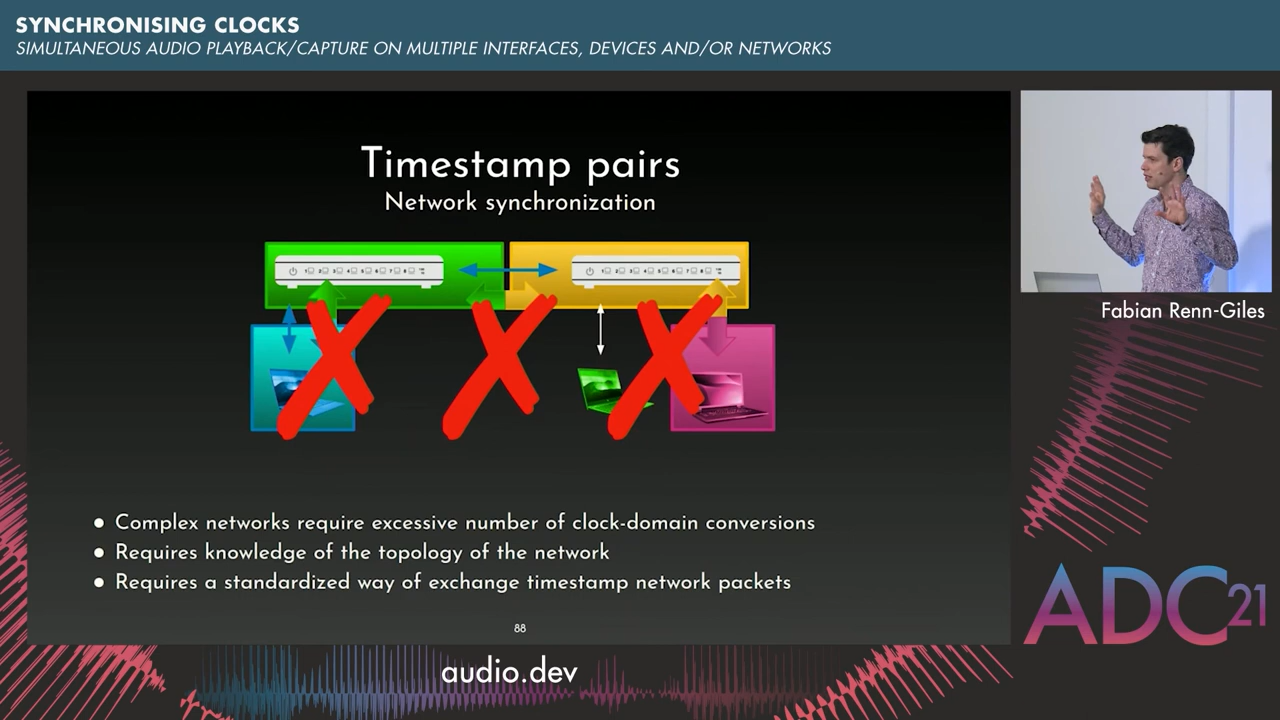 SYNCHRONISING CLOCKS
SIMULTANEOUS AUDIO PLAYBACK/CAPTURE ON MULTIPLE INTERFACES, DEVICES AND/OR NETWORKS
Timestamp pairs
Network synchronization
Fabian Renn-Giles
● Complex networks require excessive number of clock-domain conversions
● Requires knowledge of the topology of the network
● Requires a standardized way of exchange timestamp network packets
88
ADC21
audio.dev